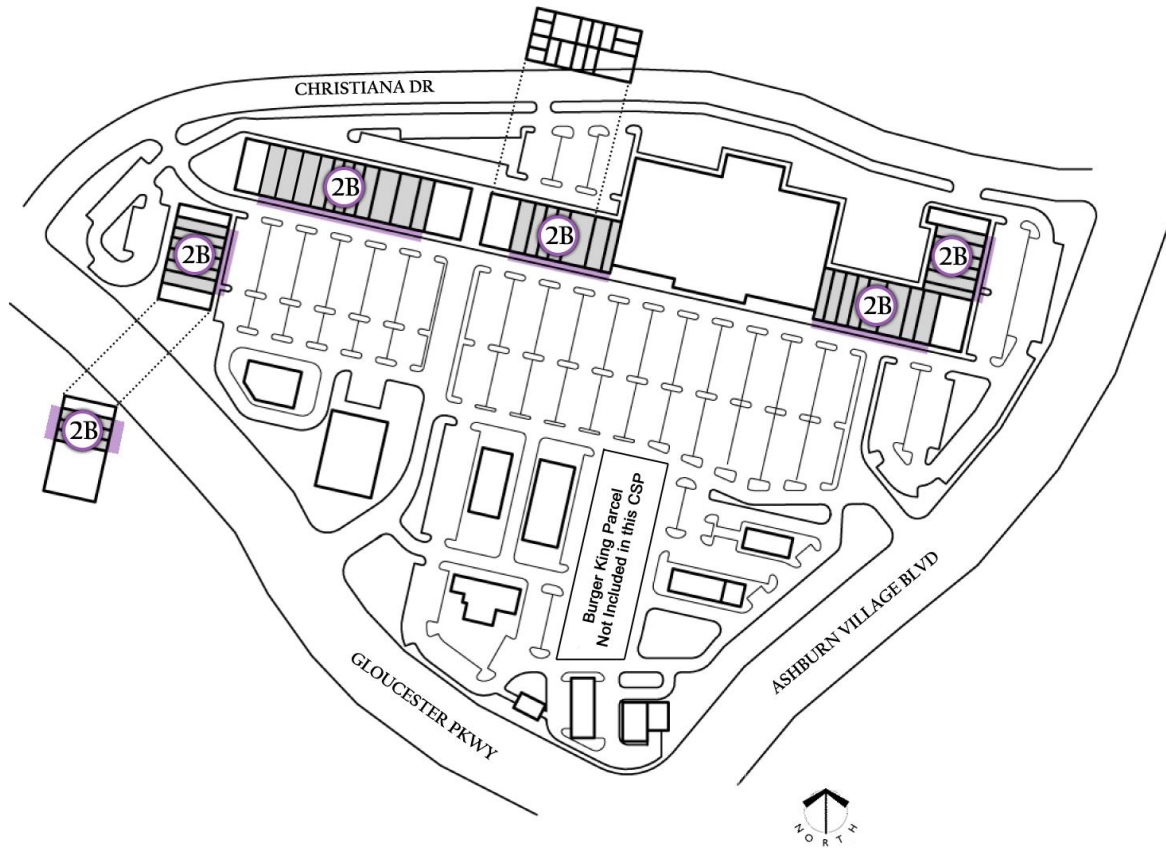 CHRISTIANA DR
2B
2B
2B
2B
2B
2B
Burger King Parcel
Not Included in this CSP
ASHBURN VILLAGE BLVD
GLOUCESTER PKWY
NORTH